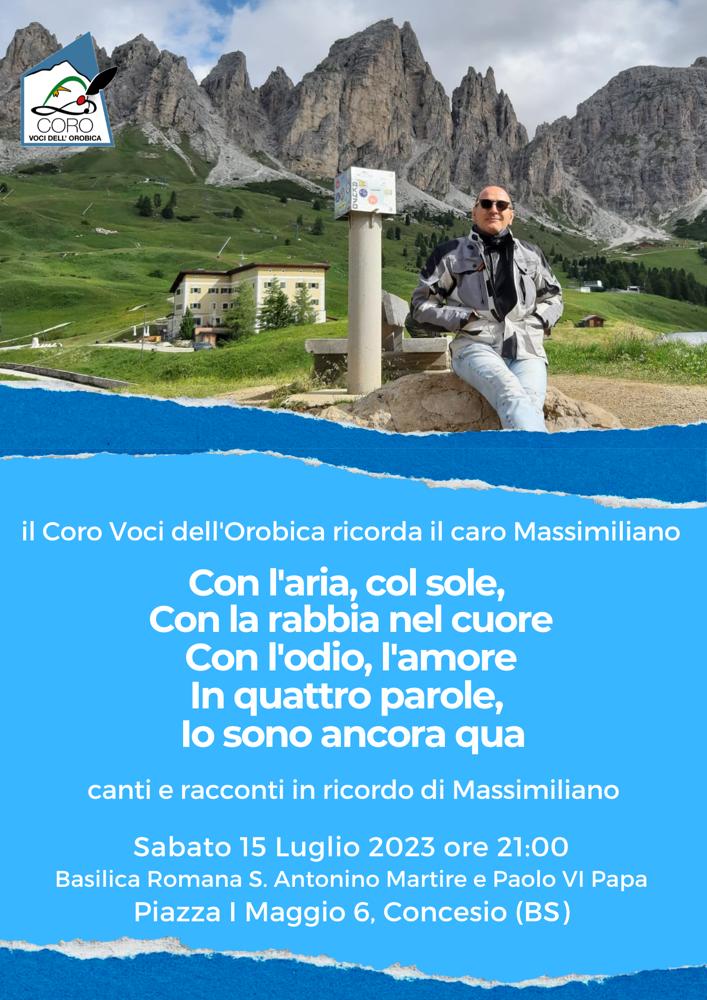 CORO
VOCI DELL' OROBICA
il Coro Voci dell'Orobica ricorda il caro Massimiliano
Con l'aria, col sole,
Con la rabbia nel cuore
Con l'odio, l'amore
In quattro parole,
Io sono ancora qua
canti e racconti in ricordo di Massimiliano
Sabato 15 Luglio 2023 ore 21:00
Basilica Romana S. Antonino Martire e Paolo VI Papa
Piazza I Maggio 6, Concesio (BS)